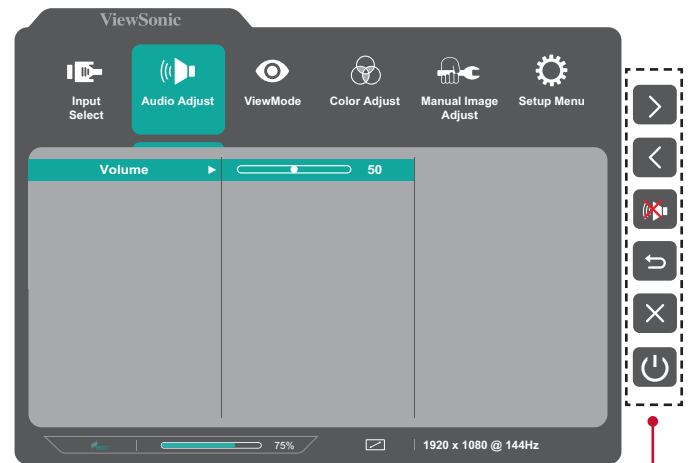 ViewSonic
Input
Select
Audio Adjust
ViewMode
Color Adjust
Manual Image
Adjust
Setup Menu
Volume
50
75%
1920 x 1080 @ 144Hz